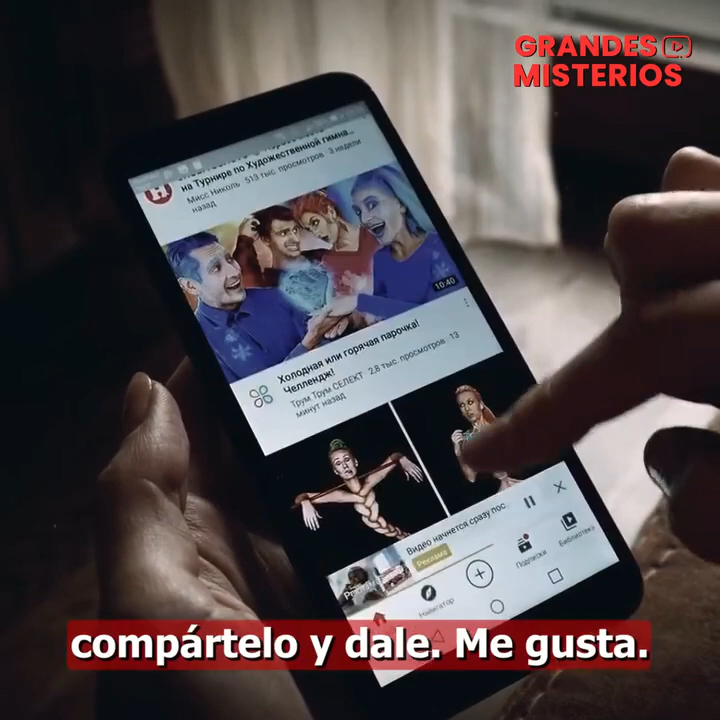 GRANDES
MISTERIOS
на Турнире по Художественной гимна...
Мисс Николь 513 тыс. просмотров 3 недели
назад
10:40
Холодная или горячая парочка!
Челлендж!
Трум Трум СЕЛЕКТ 2,8 тыс. просмотров 13
минут назад
Видео начнется сразу пос
Реклама
Навигатор
Подписки
Библиотека
compártelo y dale. Me gusta.